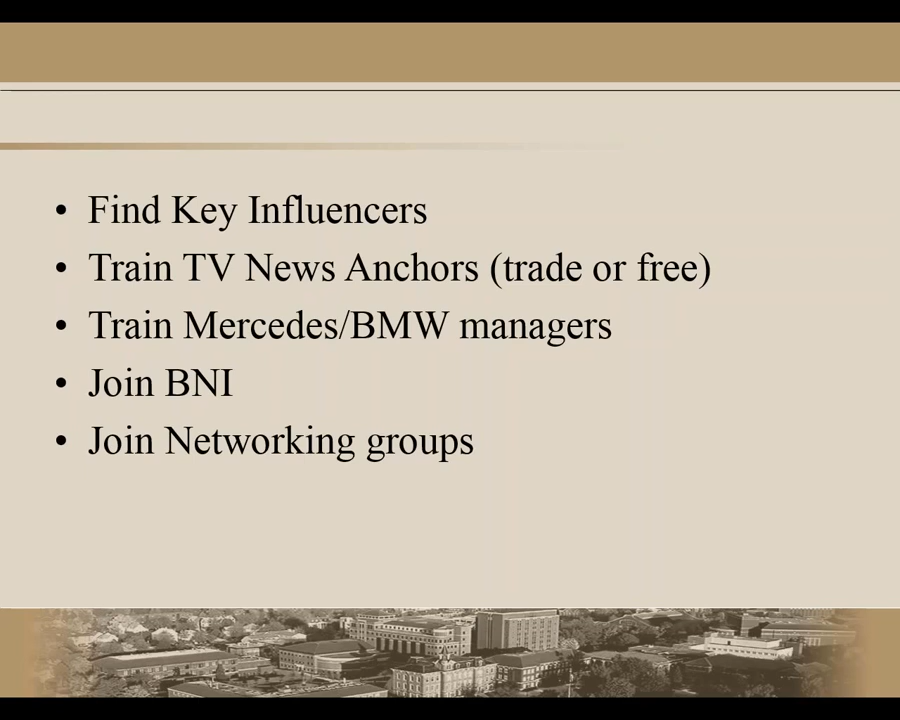 • Find Key Influencers
• Train TV News Anchors (trade or free)
• Train Mercedes/BMW managers
• Join BNI
• Join Networking groups